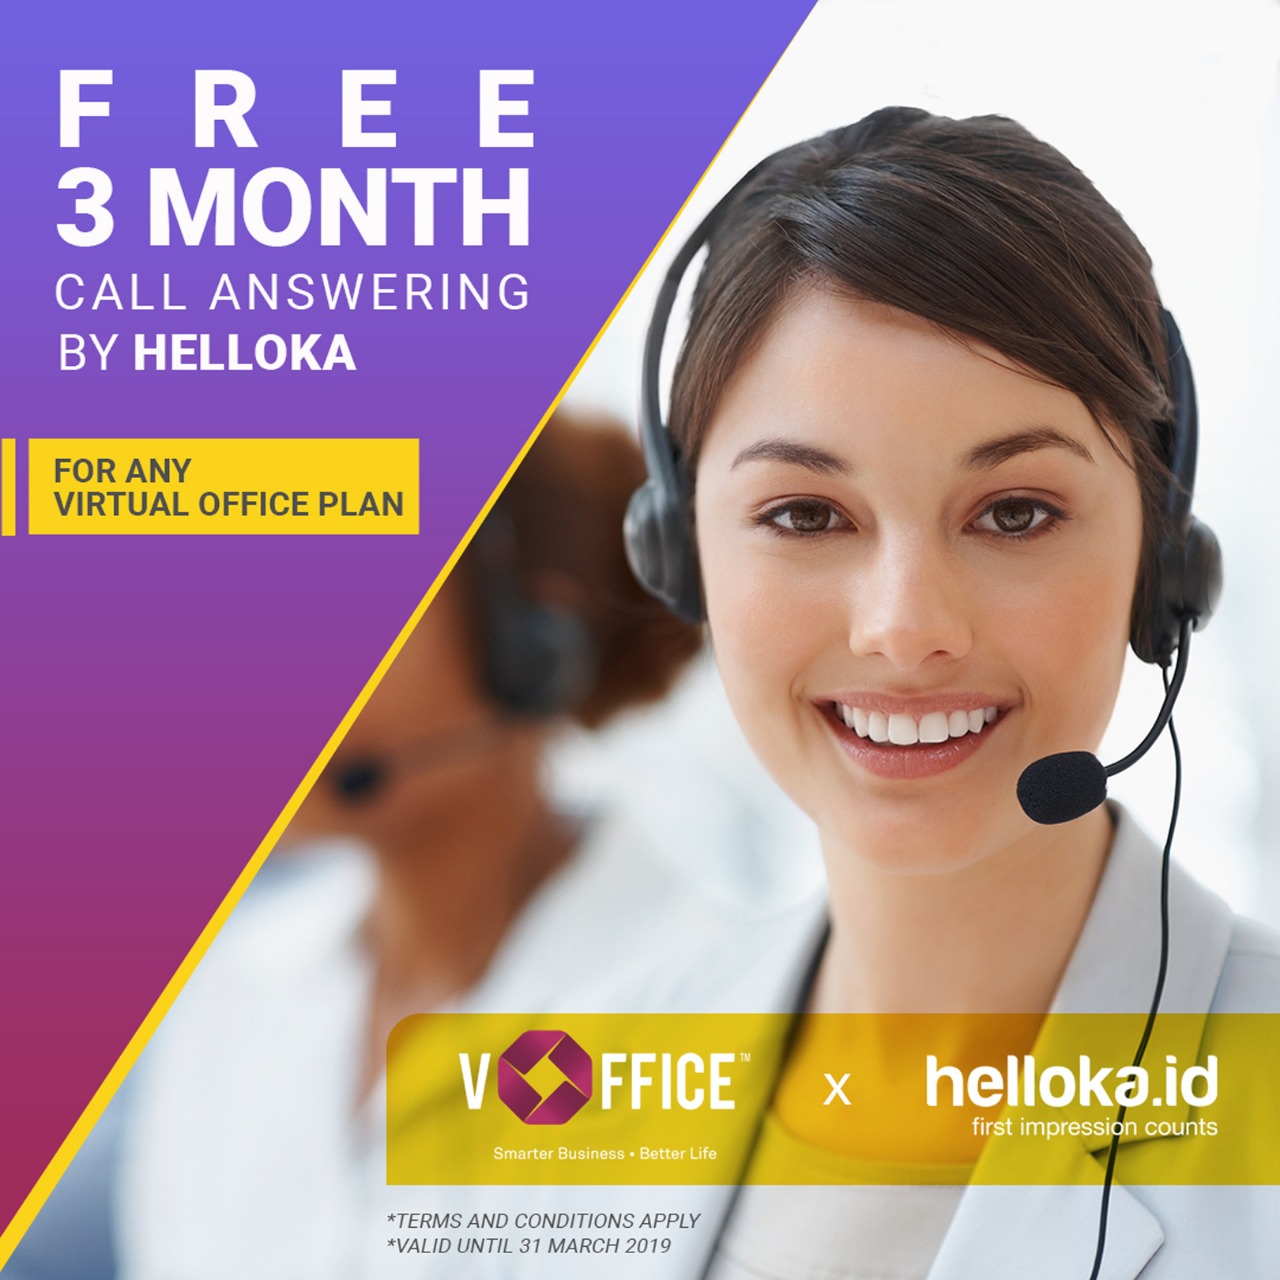 FREE
3 MONTH
CALL ANSWERING
BY HELLOKA
FOR ANY
VIRTUAL OFFICE PLAN
VOFFICE™ x helloka.id
first impression counts
Smarter Business • Better Life
*TERMS AND CONDITIONS APPLY
*VALID UNTIL 31 MARCH 2019